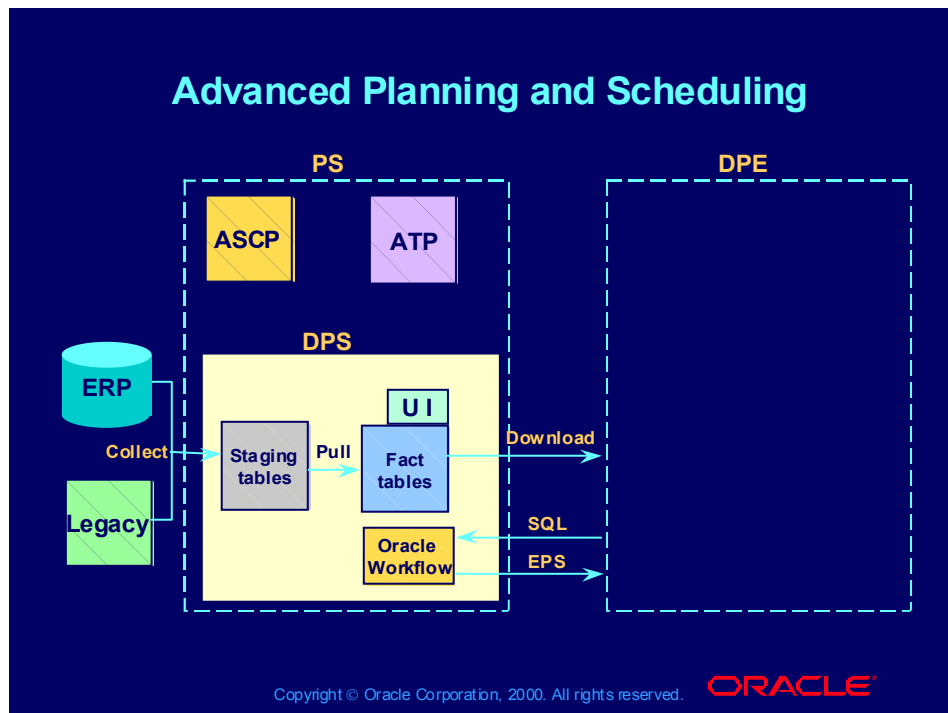 Advanced Planning and Scheduling
PS
DPE
ASCP
ATP
DPS
ERP
U I
Collect
Staging
tables
Pull
Fact
tables
Download
Legacy
SQL
Oracle
Workflow
EPS
Copyright © Oracle Corporation, 2000. All rights reserved.
ORACLE®